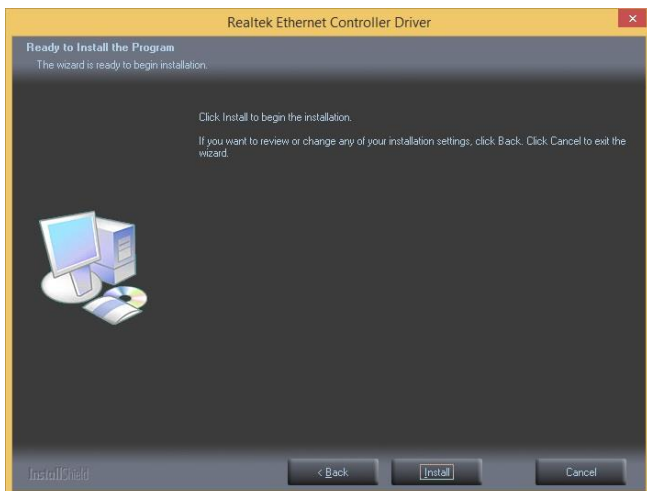 Realtek Ethernet Controller Driver
Ready to Install the Program
The wizard is ready to begin installation.
Click Install to begin the installation.
If you want to review or change any of your installation settings, click Back. Click Cancel to exit the
wizard.
InstallShield
< Back
Install
Cancel